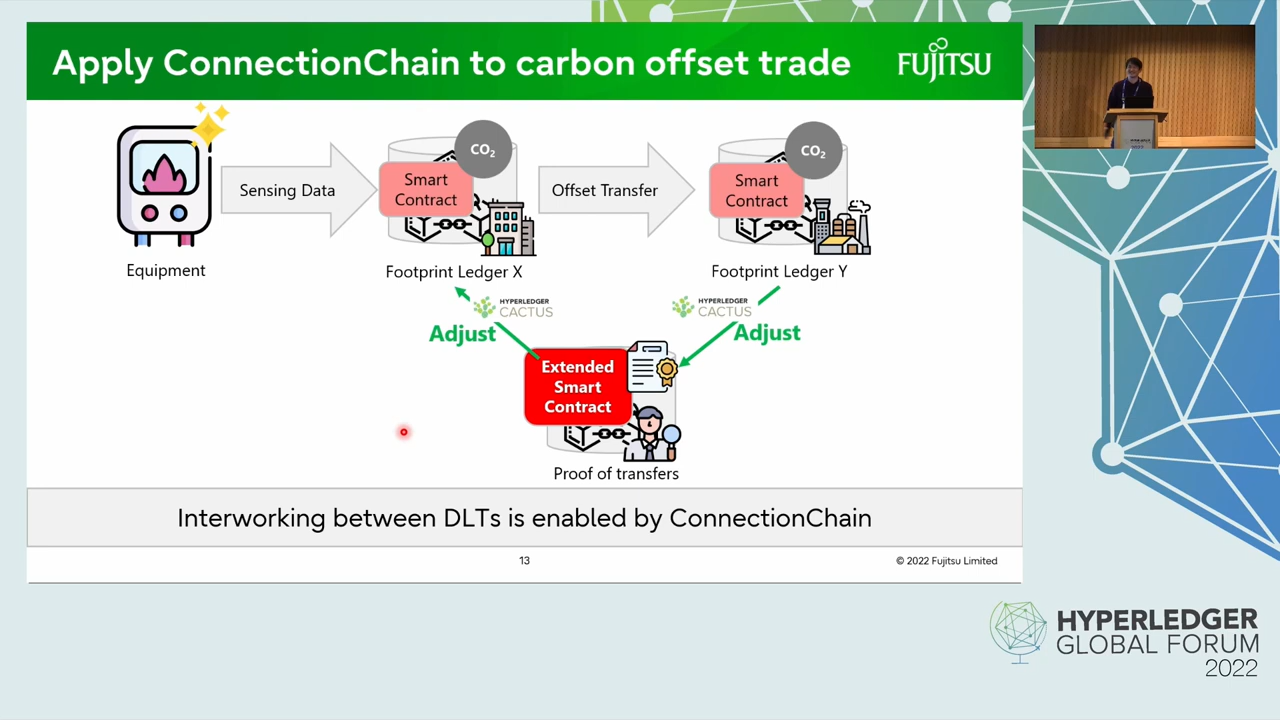 Apply ConnectionChain to carbon offset trade
FUJITSU
Sensing Data
CO₂
Smart
Contract
Offset Transfer
CO₂
Smart
Contract
Equipment
Footprint Ledger X
Footprint Ledger Y
HYPERLEDGER
CACTUS
HYPERLEDGER
CACTUS
Adjust
Adjust
Extended
Smart
Contract
Proof of transfers
Interworking between DLTs is enabled by ConnectionChain
13
© 2022 Fujitsu Limited
HYPERLEDGER
GLOBAL FORUM
2022